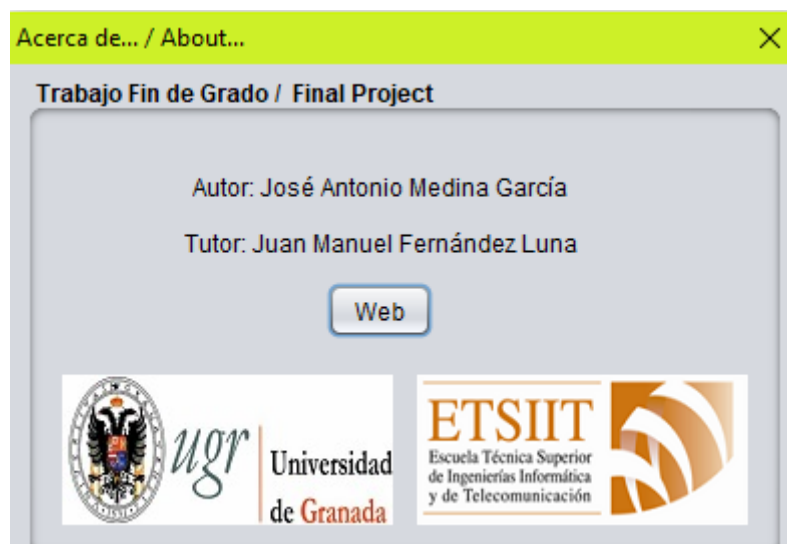 Acerca de... / About...
Trabajo Fin de Grado / Final Project
Autor: José Antonio Medina García
Tutor: Juan Manuel Fernández Luna
Web
ugr
Universidad
de Granada
ETSIIT
Escuela Técnica Superior
de Ingenierías Informática
y de Telecomunicación